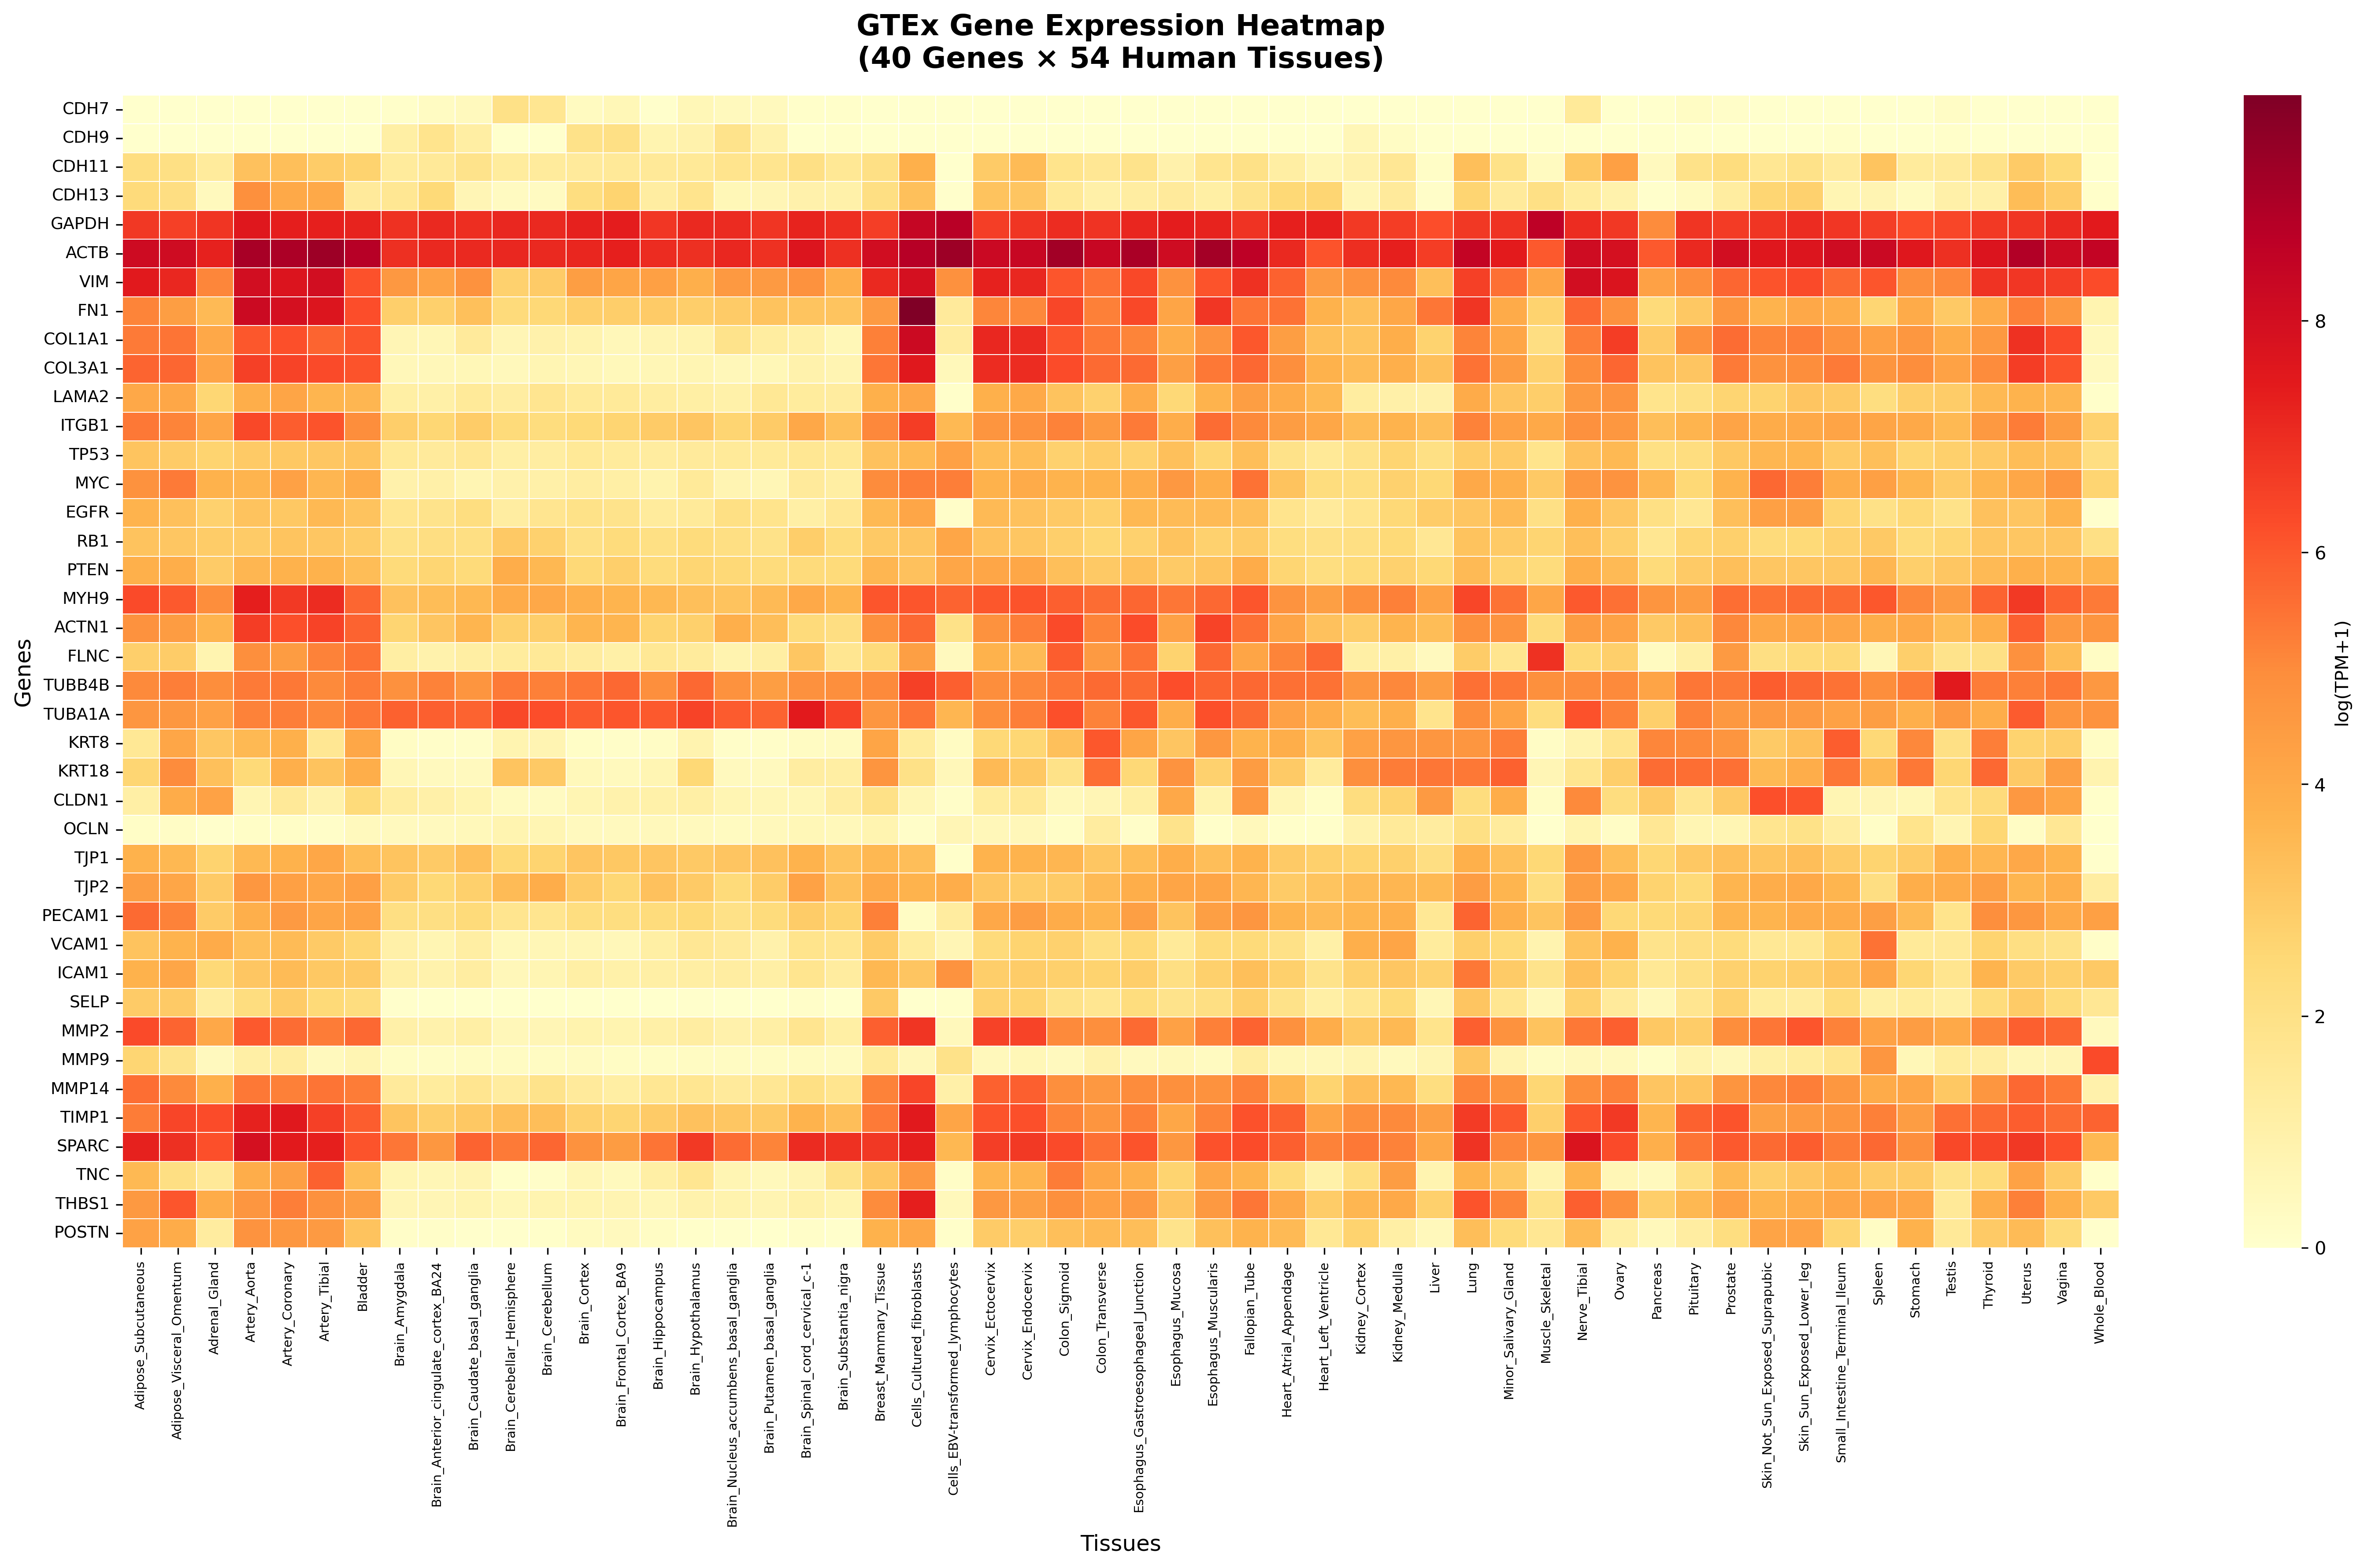 GTEx Gene Expression Heatmap
(40 Genes × 54 Human Tissues)
Genes
CDH7
CDH9
CDH11
CDH13
GAPDH
ACTB
VIM
FN1
COL1A1
COL3A1
LAMA2
ITGB1
TP53
MYC
EGFR
RB1
PTEN
MYH9
ACTN1
FLNC
TUBB4B
TUBA1A
KRT8
KRT18
CLDN1
OCLN
TJP1
TJP2
PECAM1
VCAM1
ICAM1
SELP
MMP2
MMP9
MMP14
TIMP1
SPARC
TNC
THBS1
POSTN
Adipose_Subcutaneous
Adipose_Visceral_Omentum
Adrenal_Gland
Artery_Aorta
Artery_Coronary
Artery_Tibial
Bladder
Brain_Amygdala
Brain_Anterior_cingulate_cortex_BA24
Brain_Caudate_basal_ganglia
Brain_Cerebellar_Hemisphere
Brain_Cerebellum
Brain_Cortex
Brain_Frontal_Cortex_BA9
Brain_Hippocampus
Brain_Hypothalamus
Brain_Nucleus_accumbens_basal_ganglia
Brain_Putamen_basal_ganglia
Brain_Spinal_cord_cervical_c-1
Brain_Substantia_nigra
Breast_Mammary_Tissue
Cells_Cultured_fibroblasts
Cells_EBV-transformed_lymphocytes
Cervix_Ectocervix
Cervix_Endocervix
Colon_Sigmoid
Colon_Transverse
Esophagus_Gastroesophageal_Junction
Esophagus_Mucosa
Esophagus_Muscularis
Fallopian_Tube
Heart_Atrial_Appendage
Heart_Left_Ventricle
Kidney_Cortex
Kidney_Medulla
Liver
Lung
Minor_Salivary_Gland
Muscle_Skeletal
Nerve_Tibial
Ovary
Pancreas
Pituitary
Prostate
Skin_Not_Sun_Exposed_Suprapubic
Skin_Sun_Exposed_Lower_leg
Small_Intestine_Terminal_Ileum
Spleen
Stomach
Testis
Thyroid
Uterus
Vagina
Whole_Blood
Tissues
8
6
4
2
0
log(TPM+1)